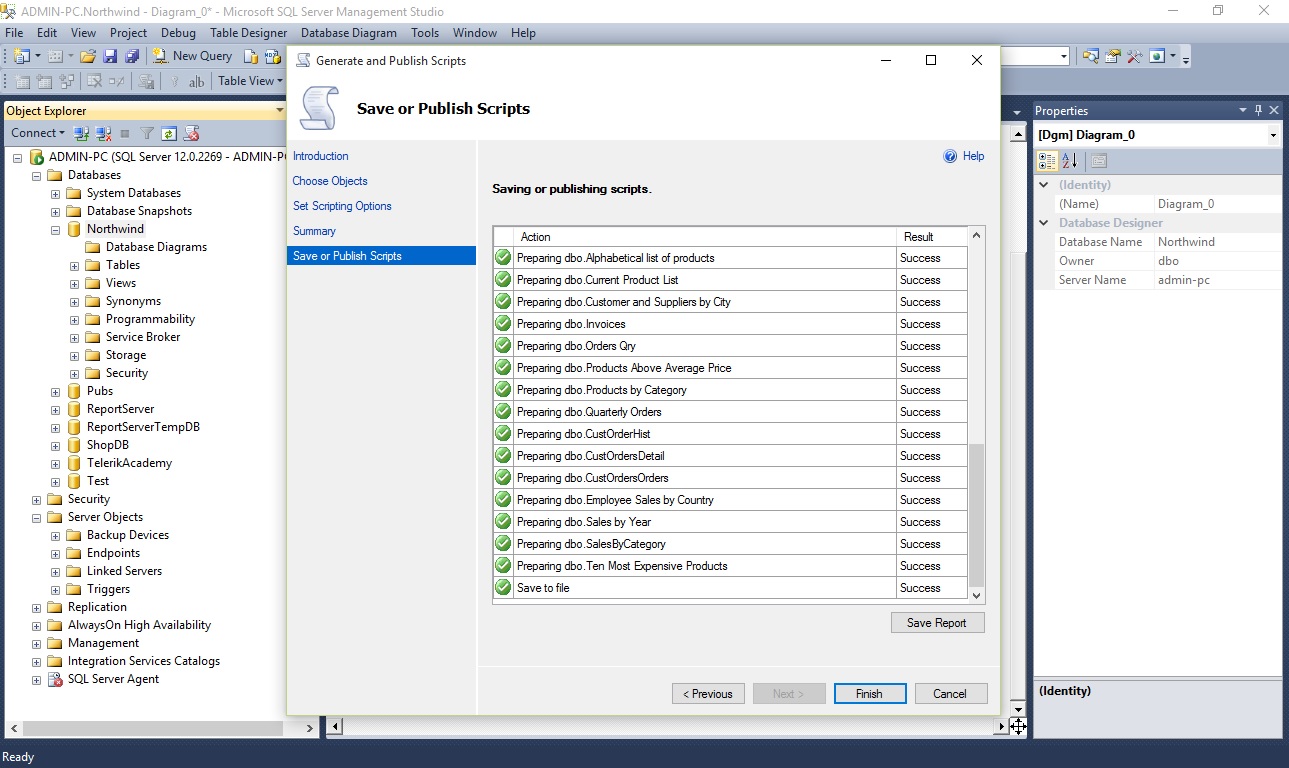 ADMIN-PC.Northwind - Diagram_0* - Microsoft SQL Server Management Studio
File Edit View Project Debug Table Designer Database Diagram Tools Window Help
New Query
Table View
Object Explorer
Connect
ADMIN-PC (SQL Server 12.0.2269 - ADMIN-P
Databases
System Databases
Database Snapshots
Northwind
Database Diagrams
Tables
Views
Synonyms
Programmability
Service Broker
Storage
Security
Pubs
ReportServer
ReportServerTempDB
ShopDB
TelerikAcademy
Test
Security
Server Objects
Backup Devices
Endpoints
Linked Servers
Triggers
Replication
AlwaysOn High Availability
Management
Integration Services Catalogs
SQL Server Agent
Generate and Publish Scripts
Save or Publish Scripts
Introduction
Choose Objects
Set Scripting Options
Summary
Save or Publish Scripts
Help
Saving or publishing scripts.
Action Result
Preparing dbo.Alphabetical list of products Success
Preparing dbo.Current Product List Success
Preparing dbo.Customer and Suppliers by City Success
Preparing dbo.Invoices Success
Preparing dbo.Orders Qry Success
Preparing dbo.Products Above Average Price Success
Preparing dbo.Products by Category Success
Preparing dbo.Quarterly Orders Success
Preparing dbo.CustOrderHist Success
Preparing dbo.CustOrdersDetail Success
Preparing dbo.CustOrdersOrders Success
Preparing dbo.Employee Sales by Country Success
Preparing dbo.Sales by Year Success
Preparing dbo.SalesByCategory Success
Preparing dbo.Ten Most Expensive Products Success
Save to file Success
Save Report
< Previous Next > Finish Cancel
Properties
[Dgm] Diagram_0
(Identity)
(Name) Diagram_0
Database Designer
Database Name Northwind
Owner dbo
Server Name admin-pc
(Identity)
Ready